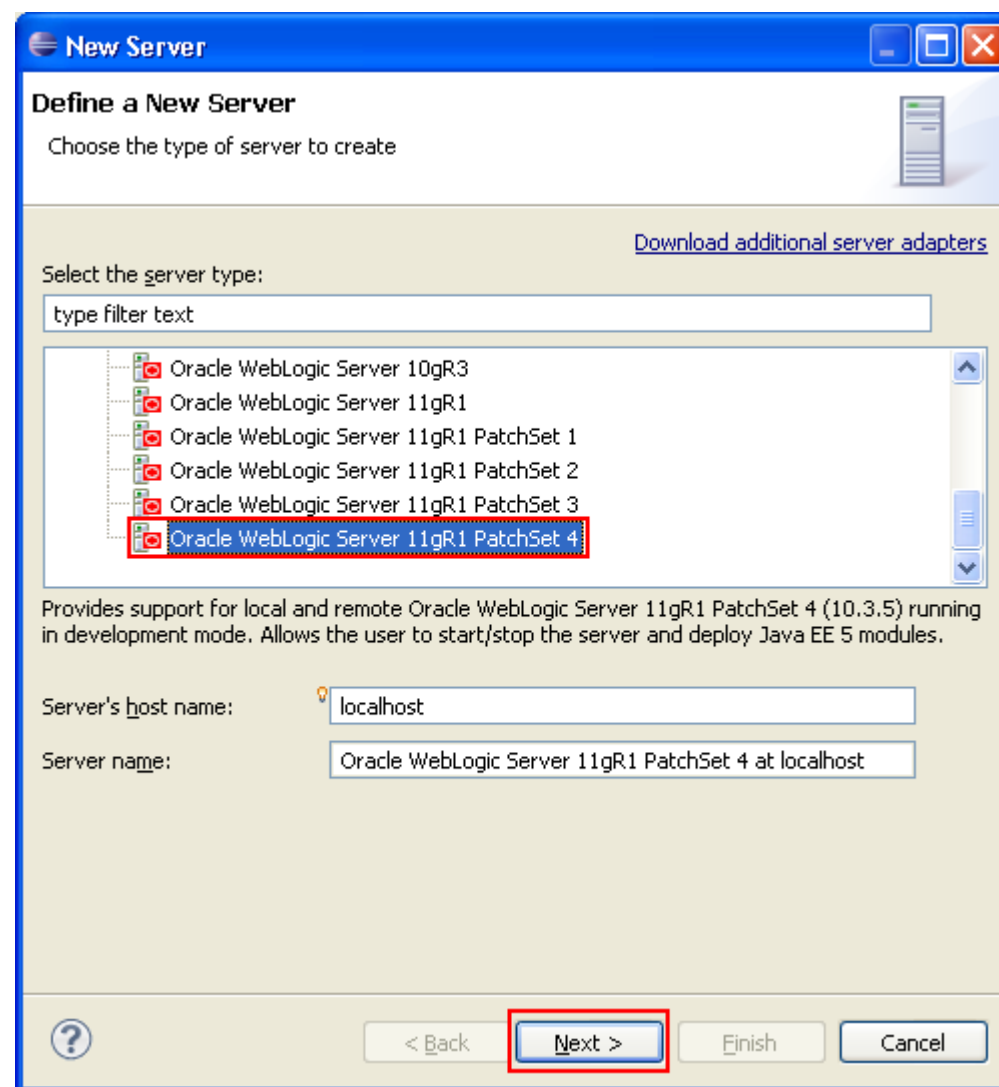 New Server
Define a New Server
Choose the type of server to create
Download additional server adapters
Select the server type:
type filter text
Oracle WebLogic Server 10gR3
Oracle WebLogic Server 11gR1
Oracle WebLogic Server 11gR1 PatchSet 1
Oracle WebLogic Server 11gR1 PatchSet 2
Oracle WebLogic Server 11gR1 PatchSet 3
Oracle WebLogic Server 11gR1 PatchSet 4
Provides support for local and remote Oracle WebLogic Server 11gR1 PatchSet 4 (10.3.5) running
in development mode. Allows the user to start/stop the server and deploy Java EE 5 modules.
Server's host name: localhost
Server name: Oracle WebLogic Server 11gR1 PatchSet 4 at localhost
? < Back Next > Finish Cancel